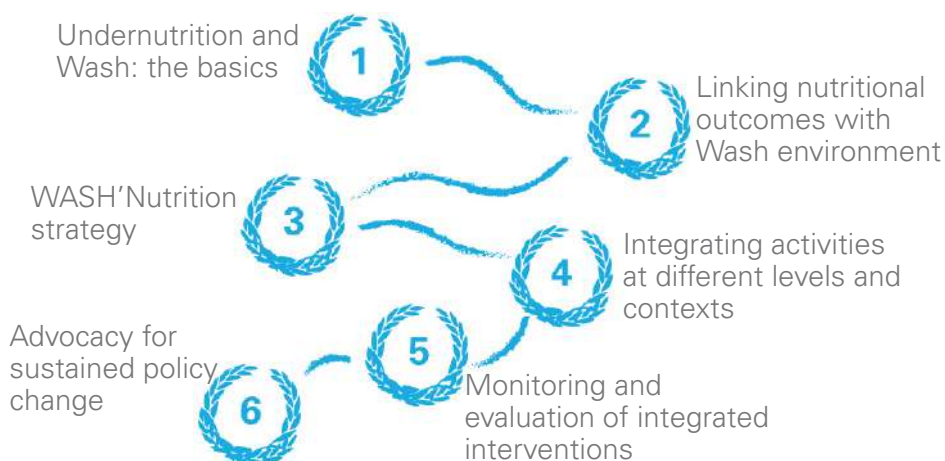 Undernutrition and
Wash: the basics
1
2
Linking nutritional
outcomes with
Wash environment
WASH'Nutrition
strategy
3
4
Integrating activities
at different levels and
contexts
5
Monitoring and
evaluation of integrated
interventions
Advocacy for
sustained policy
change
6